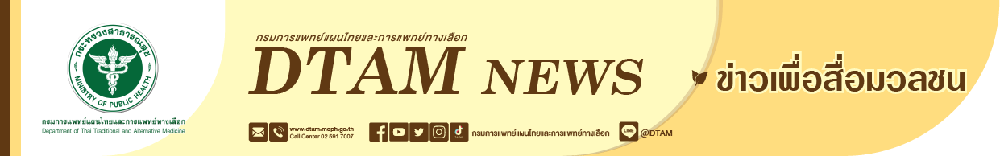 กระทรวงสาธารณสุข
MINISTRY OF PUBLIC HEALTH
กรมการแพทย์แผนไทยและการแพทย์ทางเลือก
Department of Thai Traditional and Alternative Medicine
กรมการแพทย์แผนไทยและการแพทย์ทางเลือก
DTAM NEWS
ข่าวเพื่อสื่อมวลชน
www.dtam.moph.go.th
Call Center 02 591 7007
กรมการแพทย์แผนไทยและการแพทย์ทางเลือก
LINE
@DTAM